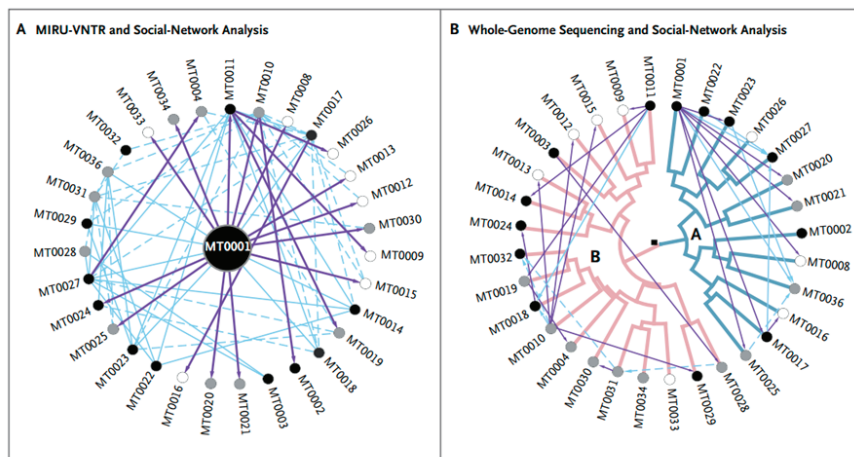 A MIRU-VNTR and Social-Network Analysis
MT0011
MT0010
MT0008
MT0017
MT0026
MT0013
MT0012
MT0030
MT0009
MT0015
MT0014
MT0019
MT0018
MT0002
MT0003
MT0021
MT0020
MT0016
MT0022
MT0023
MT0025
MT0024
MT0027
MT0028
MT0029
MT0031
MT0036
MT0032
MT0033
MT0034
MT0004
MT0001
B Whole-Genome Sequencing and Social-Network Analysis
MT0001
MT0022
MT0023
MT0026
MT0027
MT0020
MT0021
MT0002
MT0008
MT0036
MT0016
MT0017
MT0025
MT0028
MT0029
MT0033
MT0034
MT0031
MT0030
MT0004
MT0010
MT0018
MT0019
MT0032
MT0024
MT0014
MT0013
MT0003
MT0012
MT0015
MT0009
MT0011
A
B